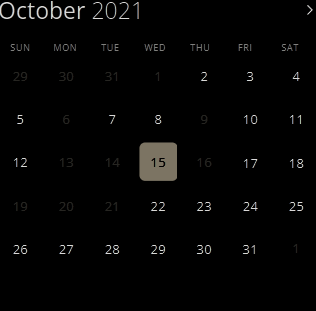 October 2021
SUN MON TUE WED THU FRI SAT
29 30 31 1 2 3 4
5 6 7 8 9 10 11
12 13 14 15 16 17 18
19 20 21 22 23 24 25
26 27 28 29 30 31 1